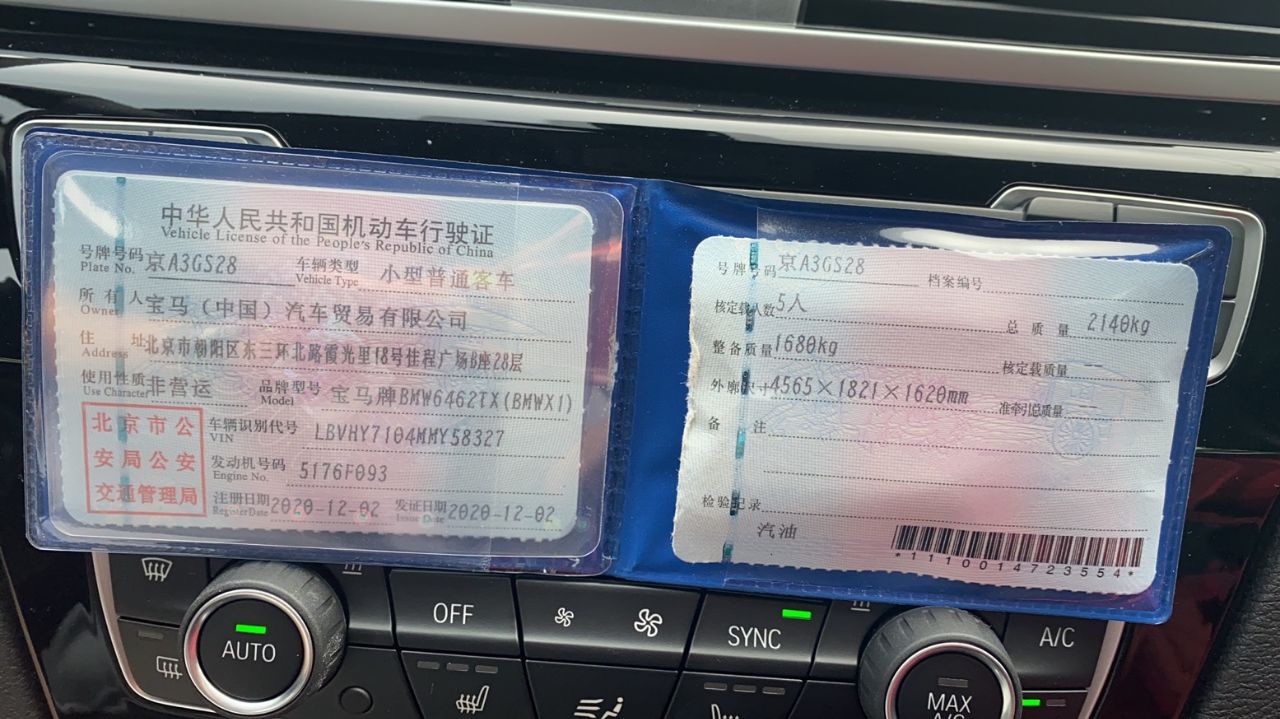 中华人民共和国机动车行驶证
Vehicle License of the People's Republic of China
号牌号码 京A3GS28 车辆类型 小型普通客车
Plate No. Vehicle Type
所有人 宝马（中国）汽车贸易有限公司
Owner
住址 北京市朝阳区东三环北路霞光里18号佳程广场B座28层
Address
使用性质 非营运 品牌型号 宝马牌BMW6462TX(BMWX1)
Use Character Model
北京市公
安局公安
交通管理局
车辆识别代号 LBVHY7104MMY58327
VIN
发动机号码 5176F093
Engine No.
注册日期 2020-12-02 发证日期 2020-12-02
Register Date Issue Date
号牌号码 京A3GS28 档案编号
核定载人数 5人 总质量 2140kg
整备质量 1680kg 核定载质量 --
外廓尺寸 4565×1821×1620mm 准牵引总质量 --
备注
检验记录
汽油
*110014723554*
OFF
AUTO
SYNC
A/C
MAX
A/C